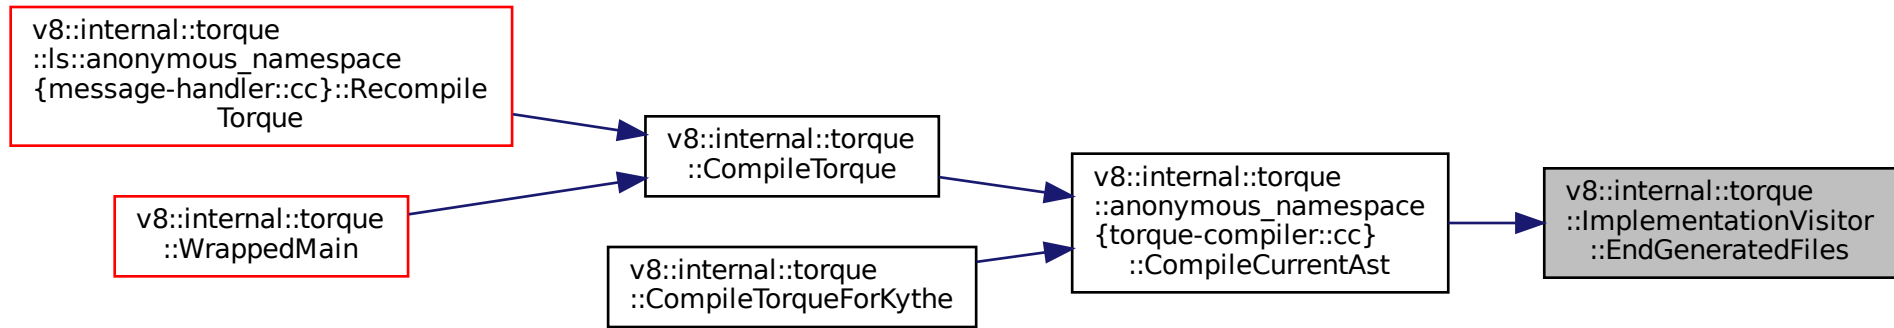 v8::internal::torque
::ls::anonymous_namespace
{message-handler::cc}::Recompile
Torque
v8::internal::torque
::WrappedMain
v8::internal::torque
::CompileTorque
v8::internal::torque
::CompileTorqueForKythe
v8::internal::torque
::anonymous_namespace
{torque-compiler::cc}
::CompileCurrentAst
v8::internal::torque
::ImplementationVisitor
::EndGeneratedFiles